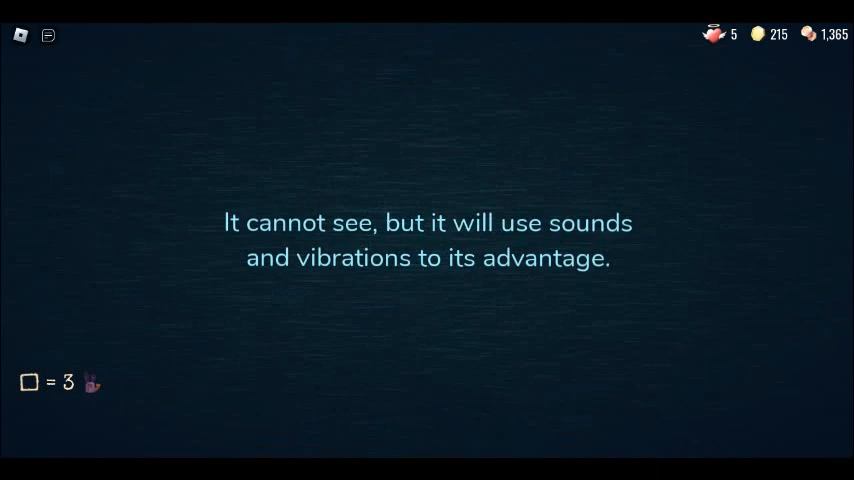 5 215 1,365
It cannot see, but it will use sounds
and vibrations to its advantage.
□ = 3